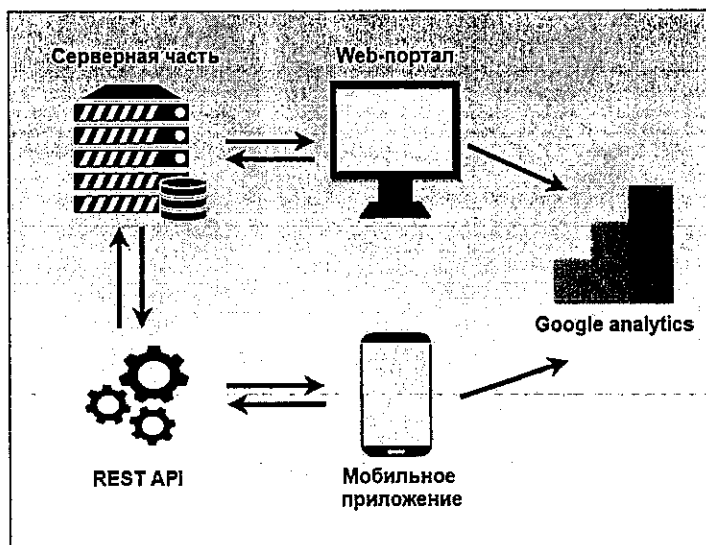 Серверная часть
Web-портал
Google analytics
REST API
Мобильное
приложение